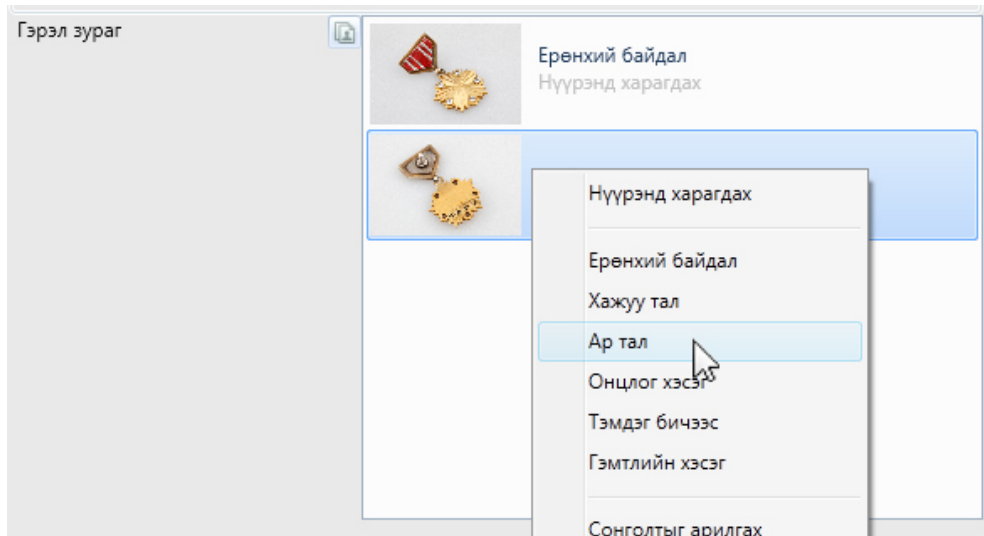 Гэрэл зураг
Ерөнхий байдал
Нүүрэнд харагдах
Нүүрэнд харагдах
Ерөнхий байдал
Хажуу тал
Ар тал
Онцлог хэсэг
Тэмдэг бичээс
Гэмтлийн хэсэг
Сонголтыг арилгах